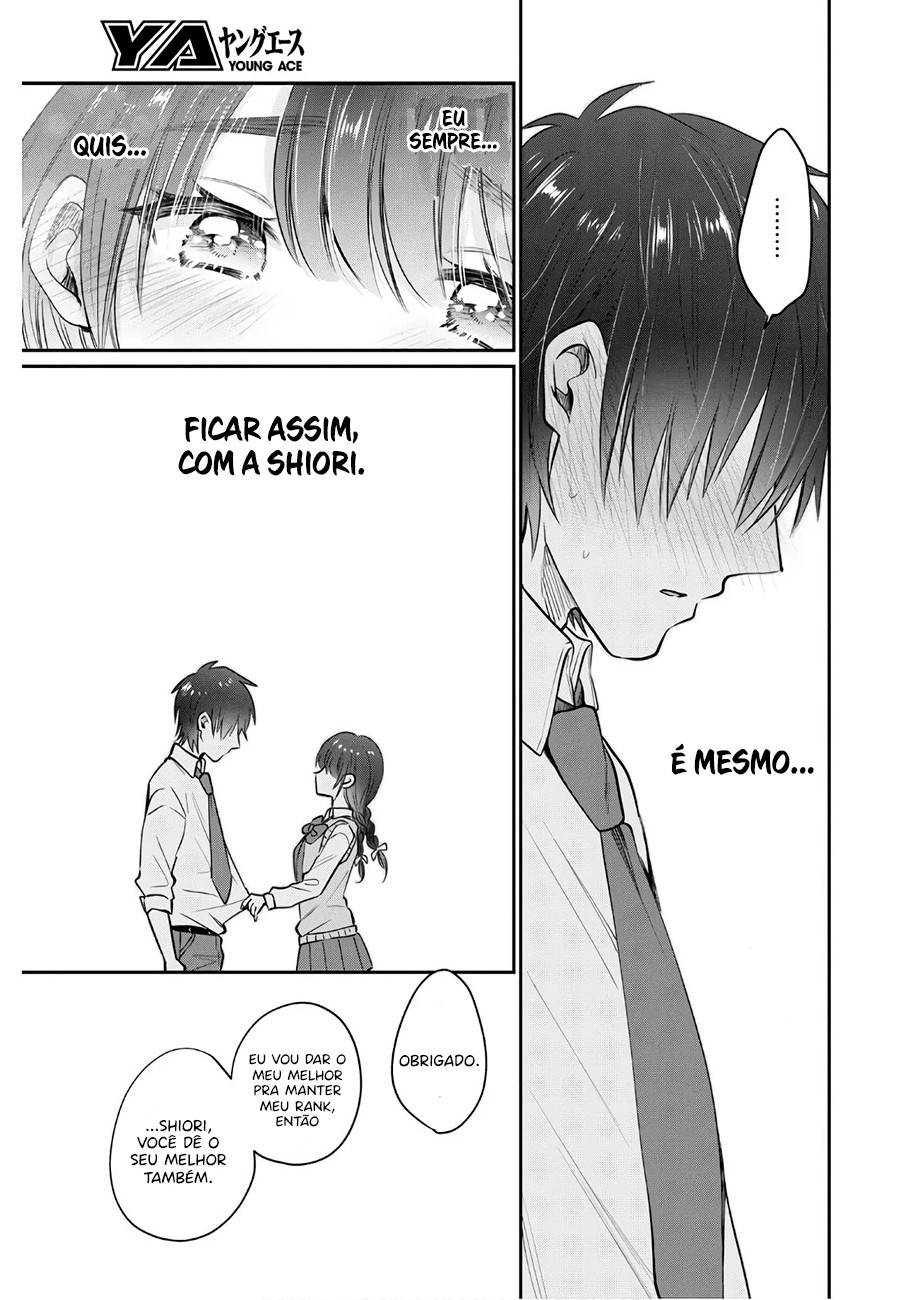 YA ヤングエース
YOUNG ACE
.........
É MESMO...
EU
SEMPRE...
QUIS...
FICAR ASSIM,
COM A SHIORI.
OBRIGADO.
EU VOU DAR O
MEU MELHOR
PRA MANTER
MEU RANK,
ENTÃO
...SHIORI,
VOCÊ DÊ O
SEU MELHOR
TAMBÉM.